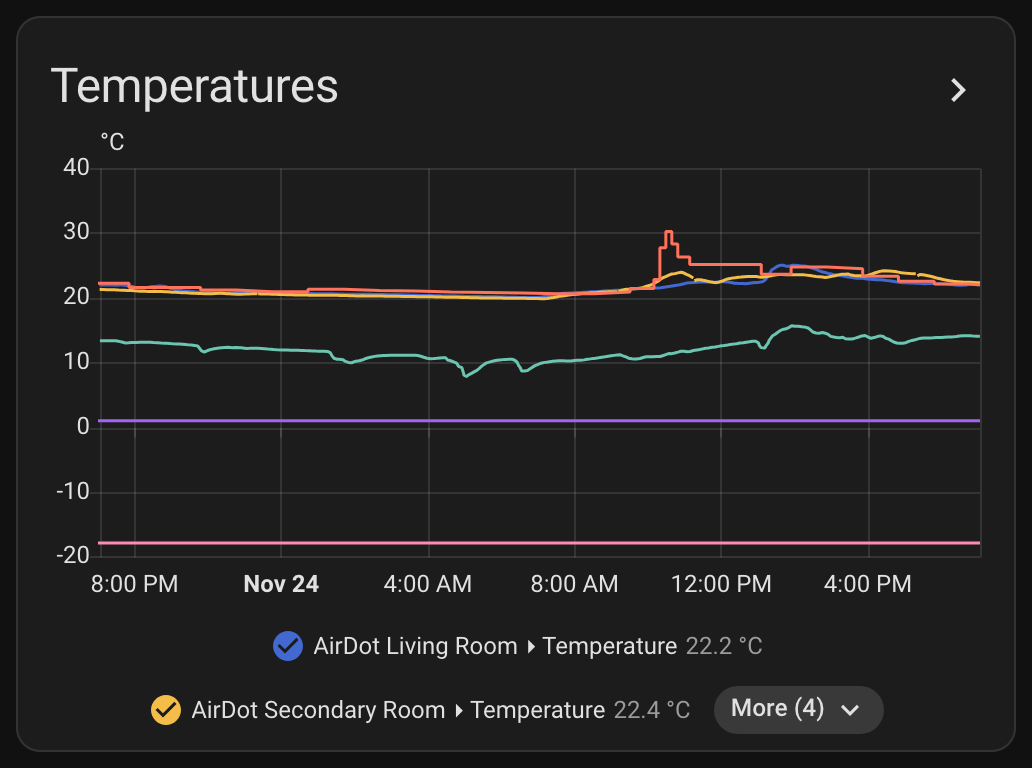 Temperatures
°C
40
30
20
10
0
-10
-20
8:00 PM Nov 24 4:00 AM 8:00 AM 12:00 PM 4:00 PM
AirDot Living Room ▸ Temperature 22.2 °C
AirDot Secondary Room ▸ Temperature 22.4 °C More (4)